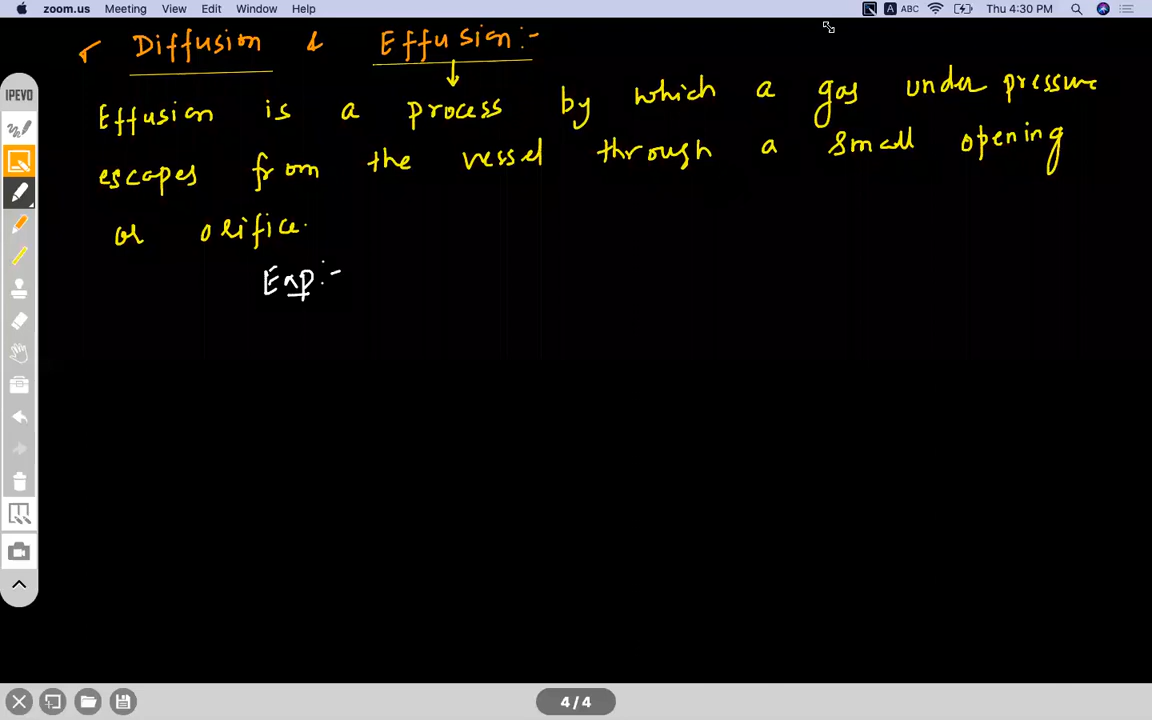 zoom.us Meeting View Edit Window Help ABC Thu 4:30 PM
Diffusion & Effusion :-
IPEVO
Effusion is a process by which a gas under pressure
escapes from the vessel through a small opening
or orifice.
Exp :-
4 / 4